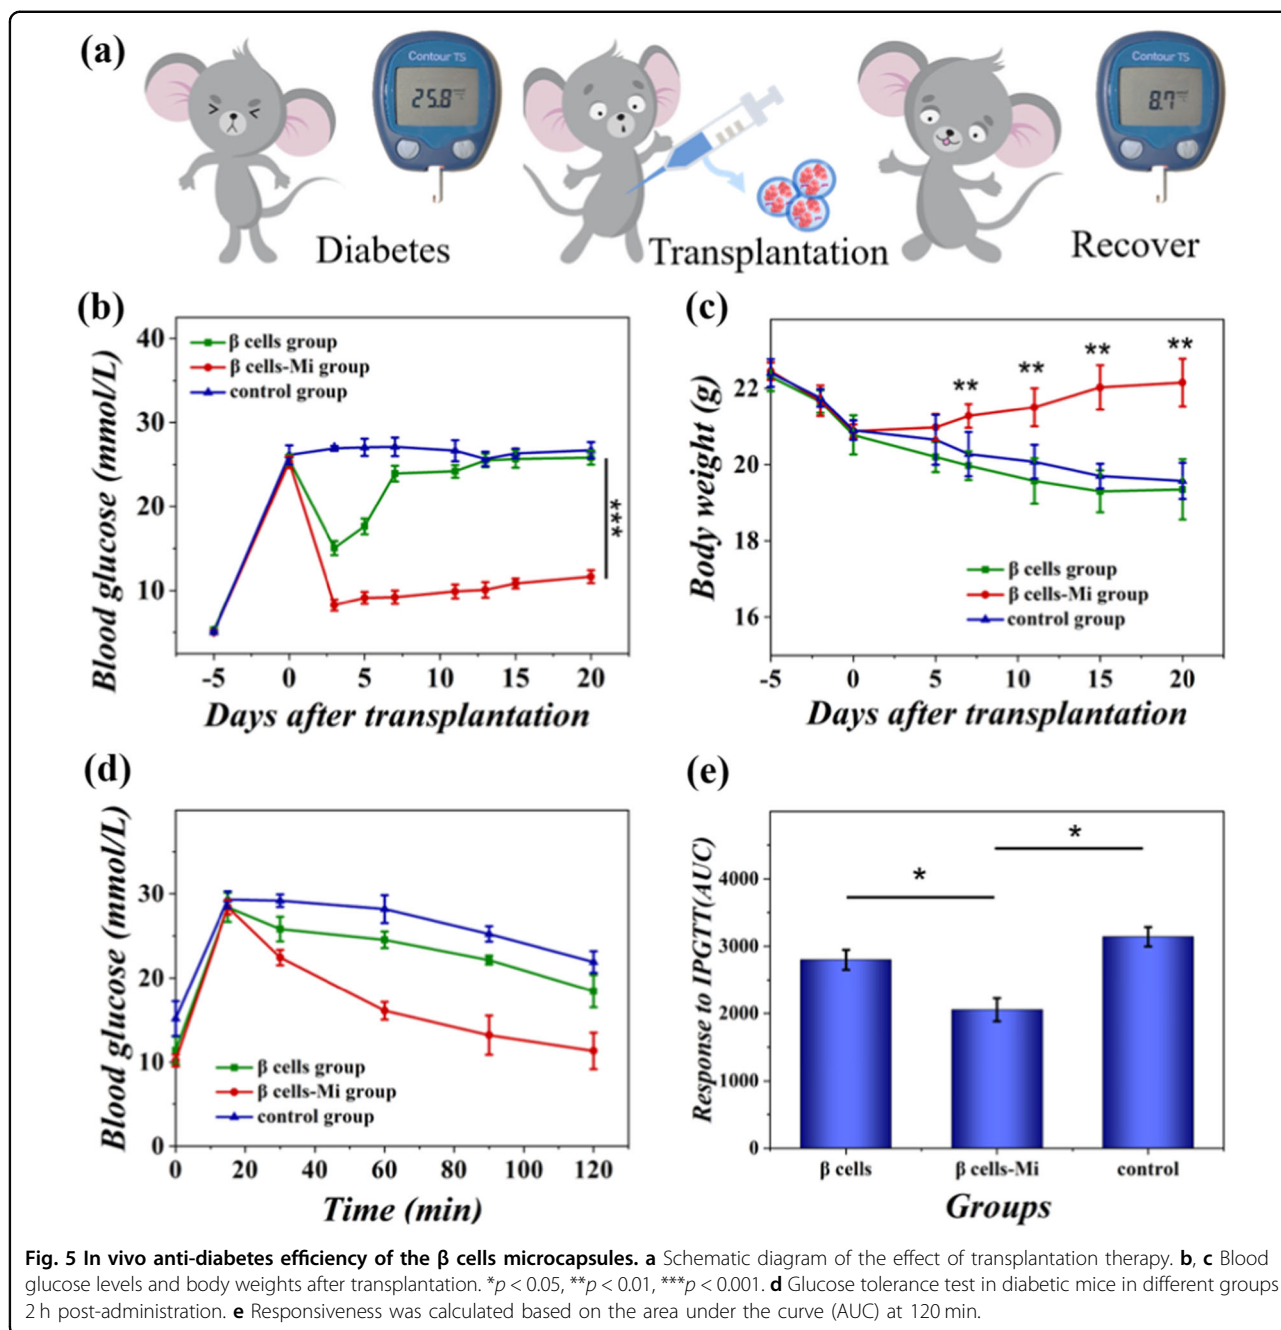 (a)
Contour TS
25.8
Contour TS
8.7
Diabetes
Transplantation
Recover
(b)
Blood glucose (mmol/L)
40
30
20
10
β cells group
β cells-Mi group
control group
***
-5 0 5 10 15 20
Days after transplantation
(c)
Body weight (g)
22
20
18
16
** ** ** **
β cells group
β cells-Mi group
control group
-5 0 5 10 15 20
Days after transplantation
(d)
Blood glucose (mmol/L)
30
20
10
0
β cells group
β cells-Mi group
control group
0 20 40 60 80 100 120
Time (min)
(e)
Response to IPGTT(AUC)
4000
3000
2000
1000
0
*
*
β cells β cells-Mi control
Groups
Fig. 5 In vivo anti-diabetes efficiency of the β cells microcapsules. a Schematic diagram of the effect of transplantation therapy. b, c Blood
glucose levels and body weights after transplantation. *p < 0.05, **p < 0.01, ***p < 0.001. d Glucose tolerance test in diabetic mice in different groups
2 h post-administration. e Responsiveness was calculated based on the area under the curve (AUC) at 120 min.